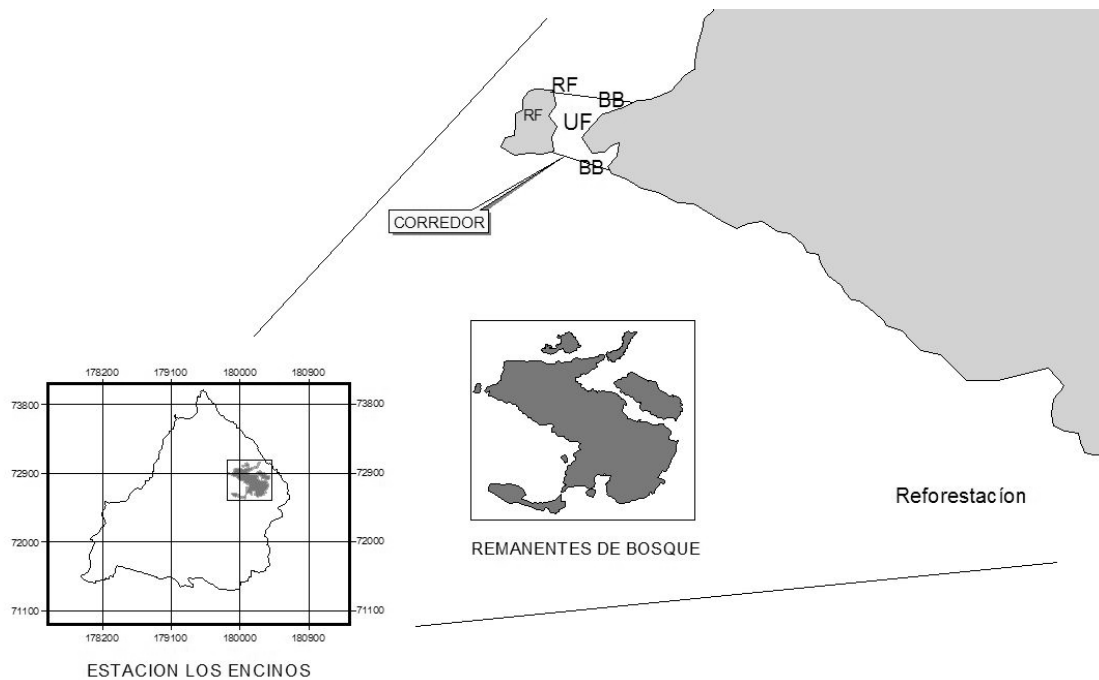 RF
BB
RF
UF
BB
CORREDOR
178200 179100 180000 180900
73800 73800
72900 72900
72000 72000
71100 71100
178200 179100 180000 180900
ESTACION LOS ENCINOS
REMANENTES DE BOSQUE
Reforestacíon